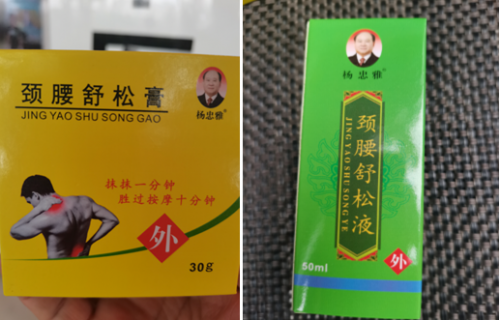 颈腰舒松膏
JING YAO SHU SONG GAO
杨忠雅®
抹抹一分钟
胜过按摩十分钟
外
30g
杨忠雅®
颈腰舒松液
JING YAO SHU SONG YE
外
50ml